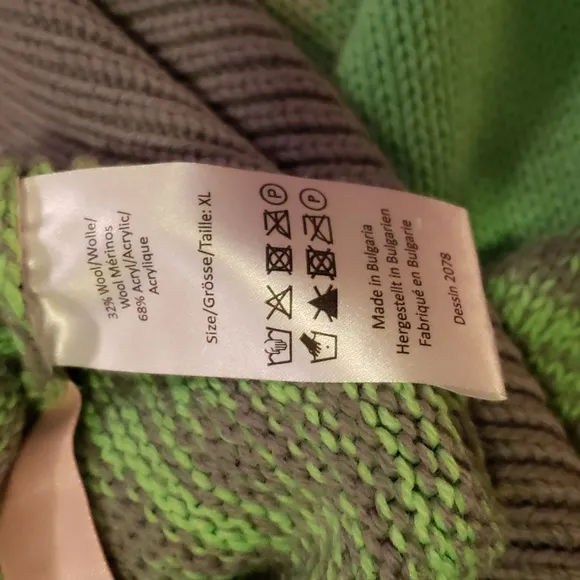 32% Wool/Wolle/
Wool Mérinos
68% Acryl/Acrylic/
Acrylique
Size/Grösse/Taille: XL
P
P
Made in Bulgaria
Hergestellt in Bulgarien
Fabriqué en Bulgarie
Dessin 2078